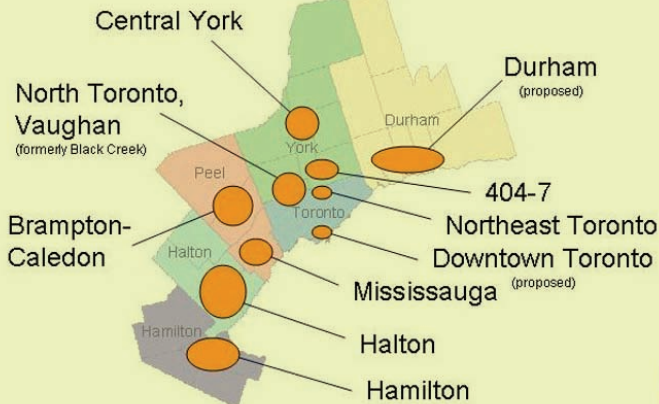 Central York
North Toronto,
Vaughan
(formerly Black Creek)
Brampton-
Caledon
Durham
(proposed)
404-7
Northeast Toronto
Downtown Toronto
(proposed)
Mississauga
Halton
Hamilton
Durham
York
Peel
Toronto
Halton
Hamilton